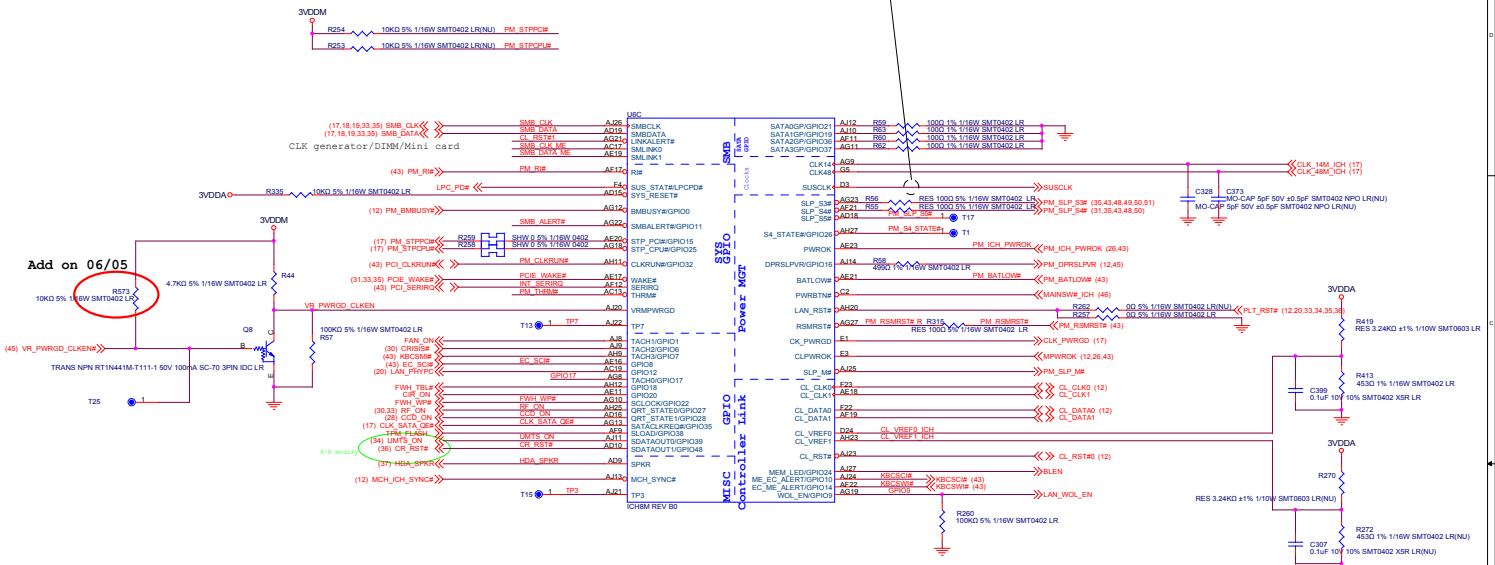 3VDDM
R254 10KΩ 5% 1/16W SMT0402 LR(NU) PM_STPPCI#
R253 10KΩ 5% 1/16W SMT0402 LR(NU) PM_STPCPU#
U6C
(17,18,19,33,35) SMB_CLK SMB_CLK AJ26 SMBCLK
(17,18,19,33,35) SMB_DATA SMB_DATA AD19 SMBDATA
CL_RST#1 AG21 LINKALERT#
CLK generator/DIMM/Mini card
SMB_CLK_ME AC17 SMLINK0
SMB_DATA_ME AE19 SMLINK1
(43) PM_RI# PM_RI# AF17 RI#
LPC_PD# F4 SUS_STAT#/LPCPD#
3VDDA R335 10KΩ 5% 1/16W SMT0402 LR AD15 SYS_RESET#
(12) PM_BMBUSY# AG12 BMBUSY#/GPIO0
3VDDM
SMB_ALERT# AG22 SMBALERT#/GPIO11
(17) PM_STPPCI# R259 SHW 0 5% 1/16W 0402 AE20 STP_PCI#/GPIO15
(17) PM_STPCPU# R258 SHW 0 5% 1/16W 0402 AG18 STP_CPU#/GPIO25
(43) PCI_CLKRUN# PM_CLKRUN# AH11 CLKRUN#/GPIO32
Add on 06/05
R573
10KΩ 5% 1/16W SMT0402 LR
R44
4.7KΩ 5% 1/16W SMT0402 LR
(31,33,35) PCIE_WAKE# PCIE_WAKE# AE17 WAKE#
(43) PCI_SERIRQ INT_SERIRQ AF12 SERIRQ
PM_THRM# AC13 THRM#
VR_PWRGD_CLKEN AJ20 VRMPWRGD
T13 1 TP7 AJ22 TP7
Q8
C
B
E
100KΩ 5% 1/16W SMT0402 LR
R57
(45) VR_PWRGD_CLKEN#
TRANS NPN RT1N441M-T111-1 50V 100mA SC-70 3PIN IDC LR
T25 1
FAN_ON AJ8 TACH1/GPIO1
(30) CRISIS# AJ9 TACH2/GPIO6
(43) KBCSMI# AH9 TACH3/GPIO7
(43) EC_SCI# EC_SCI# AE16 GPIO8
(20) LAN_PHYPC AC19 GPIO12
GPIO17 AG8 TACH0/GPIO17
FWH_TBL# AH12 GPIO18
CIR_ON AE11 GPIO20
FWH_WP# FWH_WP# AG10 SCLOCK/GPIO22
(30,33) RF_ON RF_ON AH25 QRT_STATE0/GPIO27
(28) CCD_ON CCD_ON AD16 QRT_STATE1/GPIO28
(17) CLK_SATA_OE# CLK_SATA_OE# AG13 SATACLKREQ#/GPIO35
TPM_FLASH AF9 SLOAD/GPIO38
(34) UMTS_ON UMTS_ON AJ11 SDATAOUT0/GPIO39
(36) CR_RST# CR_RST# AD10 SDATAOUT1/GPIO48
(37) HDA_SPKR HDA_SPKR AD9 SPKR
(12) MCH_ICH_SYNC# AJ13 MCH_SYNC#
T15 1 TP3 AJ21 TP3
ICH8M REV B0
SMB
SATA
GPIO
Clocks
SYS
GPIO
Power MGT
GPIO
Controller Link
MISC
SATA0GP/GPIO21 AJ12 R59 100Ω 1% 1/16W SMT0402 LR
SATA1GP/GPIO19 AJ10 R63 100Ω 1% 1/16W SMT0402 LR
SATA2GP/GPIO36 AF11 R60 100Ω 1% 1/16W SMT0402 LR
SATA3GP/GPIO37 AG11 R62 100Ω 1% 1/16W SMT0402 LR
CLK14 AG9 CLK_14M_ICH (17)
CLK48 G5 CLK_48M_ICH (17)
SUSCLK D3 SUSCLK
C328 C373
MO-CAP 5pF 50V ±0.5pF SMT0402 NPO LR(NU)
MO-CAP 5pF 50V ±0.5pF SMT0402 NPO LR(NU)
SLP_S3# AG23 R56 RES 100Ω 5% 1/16W SMT0402 LR PM_SLP_S3# (35,43,48,49,50,51)
SLP_S4# AF21 R55 RES 100Ω 5% 1/16W SMT0402 LR PM_SLP_S4# (31,35,43,48,50)
SLP_S5# AD18 PM_SLP_S5# 1 T17
S4_STATE#/GPIO26 AH27 PM_S4_STATE# 1 T1
PWROK AE23 PM_ICH_PWROK PM_ICH_PWROK (26,43)
DPRSLPVR/GPIO16 AJ14 R58 499Ω 1% 1/16W SMT0402 LR PM_DPRSLPVR (12,45)
BATLOW# AE21 PM_BATLOW# PM_BATLOW# (43)
PWRBTN# C2 MAINSW#_ICH (46)
LAN_RST# AH20 R262 0Ω 5% 1/16W SMT0402 LR(NU) PLT_RST# (12,20,33,34,35,36)
R257 0Ω 5% 1/16W SMT0402 LR
RSMRST# AG27 PM_RSMRST#_R R315 PM_RSMRST# PM_RSMRST# (43)
RES 100Ω 5% 1/16W SMT0402 LR
CK_PWRGD E1 CLK_PWRGD (17)
CLPWROK E3 MPWROK (12,26,43)
SLP_M# AJ25 PM_SLP_M#
CL_CLK0 F23 CL_CLK0 (12)
CL_CLK1 AE18 CL_CLK1
CL_DATA0 F22 CL_DATA0 (12)
CL_DATA1 AF19 CL_DATA1
CL_VREF0 D24 CL_VREF0_ICH
CL_VREF1 AH23 CL_VREF1_ICH
CL_RST# AJ23 CL_RST#0 (12)
MEM_LED/GPIO24 AJ27 BLEN
ME_EC_ALERT/GPIO10 AJ24 KBCSCI# KBCSCI# (43)
EC_ME_ALERT/GPIO14 AF22 KBCSWI# KBCSWI# (43)
WOL_EN/GPIO9 AG19 GPIO9 LAN_WOL_EN
R260
100KΩ 5% 1/16W SMT0402 LR
3VDDA
R419
RES 3.24KΩ ±1% 1/10W SMT0603 LR
R413
453Ω 1% 1/16W SMT0402 LR
C399
0.1uF 10V 10% SMT0402 X5R LR
3VDDA
R270
RES 3.24KΩ ±1% 1/10W SMT0603 LR(NU)
R272
453Ω 1% 1/16W SMT0402 LR(NU)
C307
0.1uF 10V 10% SMT0402 X5R LR(NU)
D
C